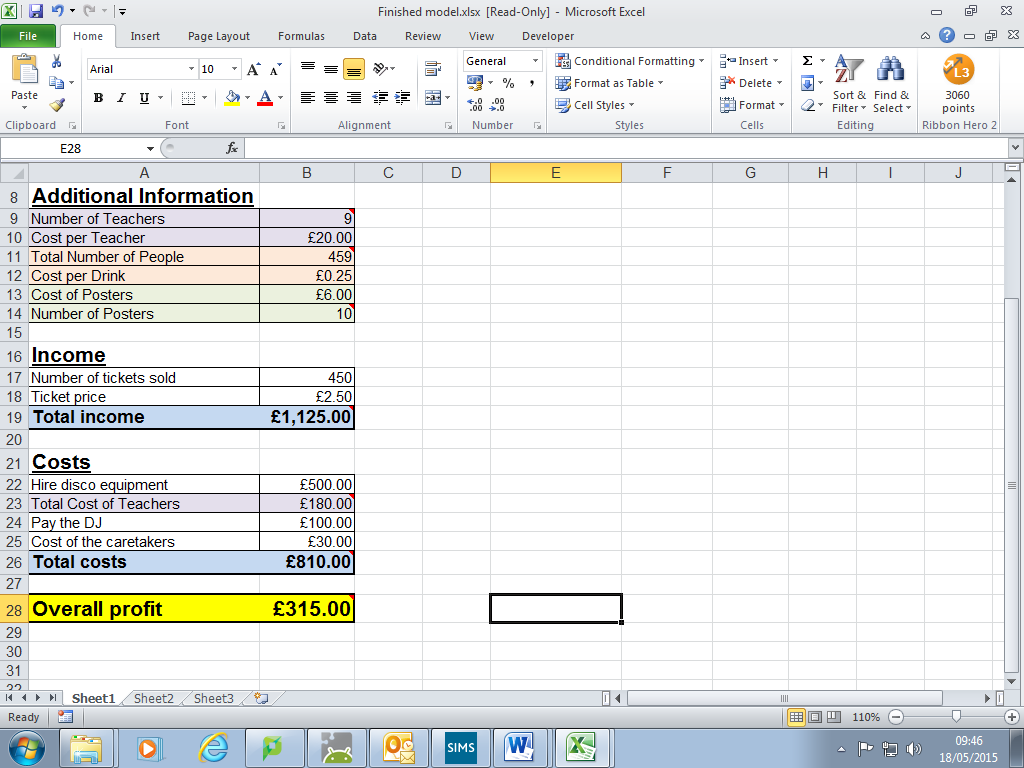 Finished model.xlsx [Read-Only] - Microsoft Excel
File Home Insert Page Layout Formulas Data Review View Developer
Paste
Clipboard
Arial 10
B I U
Font
Alignment
General
Number
Conditional Formatting
Format as Table
Cell Styles
Styles
Insert
Delete
Format
Cells
Sort & Filter
Find & Select
Editing
L3
3060 points
Ribbon Hero 2
E28 fx
A B C D E F G H I J
8 Additional Information
9 Number of Teachers 9
10 Cost per Teacher £20.00
11 Total Number of People 459
12 Cost per Drink £0.25
13 Cost of Posters £6.00
14 Number of Posters 10
15
16 Income
17 Number of tickets sold 450
18 Ticket price £2.50
19 Total income £1,125.00
20
21 Costs
22 Hire disco equipment £500.00
23 Total Cost of Teachers £180.00
24 Pay the DJ £100.00
25 Cost of the caretakers £30.00
26 Total costs £810.00
27
28 Overall profit £315.00
29
30
31
32
Sheet1 Sheet2 Sheet3
Ready 110%
SIMS
09:46
18/05/2015